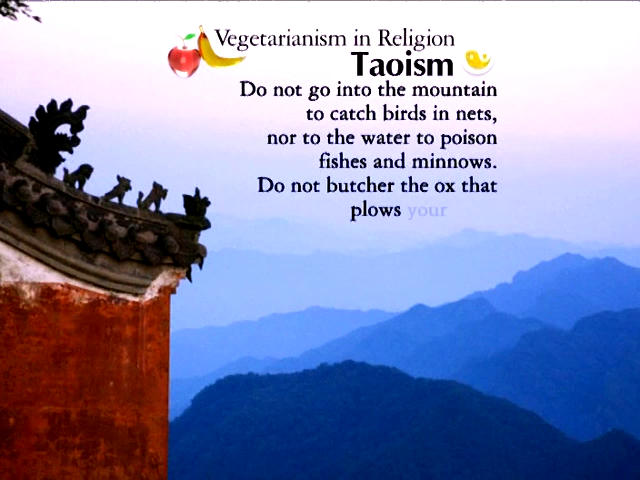 Vegetarianism in Religion
Taoism
Do not go into the mountain
to catch birds in nets,
nor to the water to poison
fishes and minnows.
Do not butcher the ox that
plows your